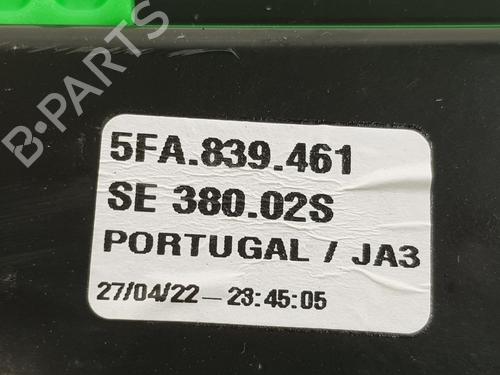 B-PARTS
5FA.839.461
SE 380.02S
PORTUGAL / JA3
27/04/22-23:45:05